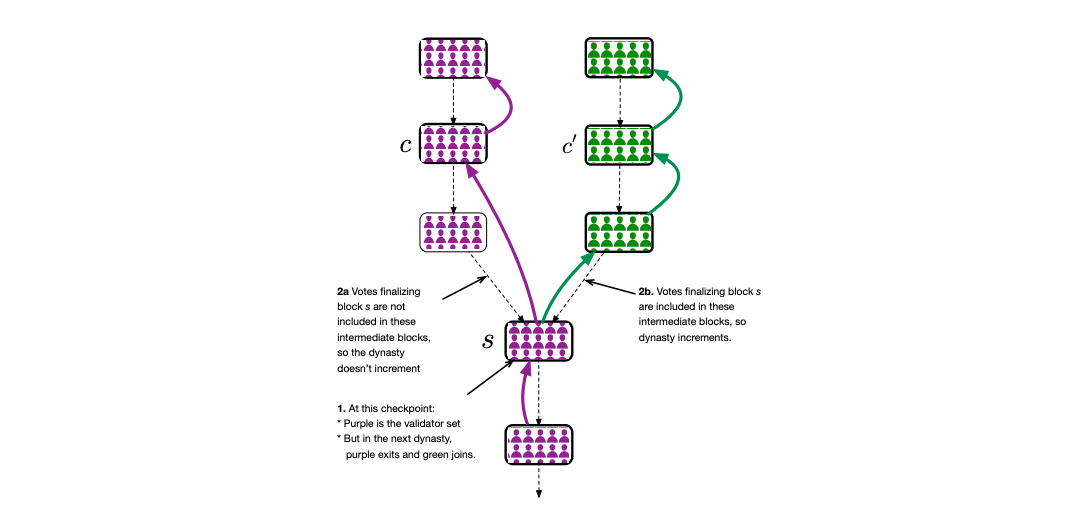 c
c′
2a Votes finalizing
block s are not
included in these
intermediate blocks,
so the dynasty
doesn't increment
2b. Votes finalizing block s
are included in these
intermediate blocks, so
dynasty increments.
s
1. At this checkpoint:
* Purple is the validator set
* But in the next dynasty,
purple exits and green joins.